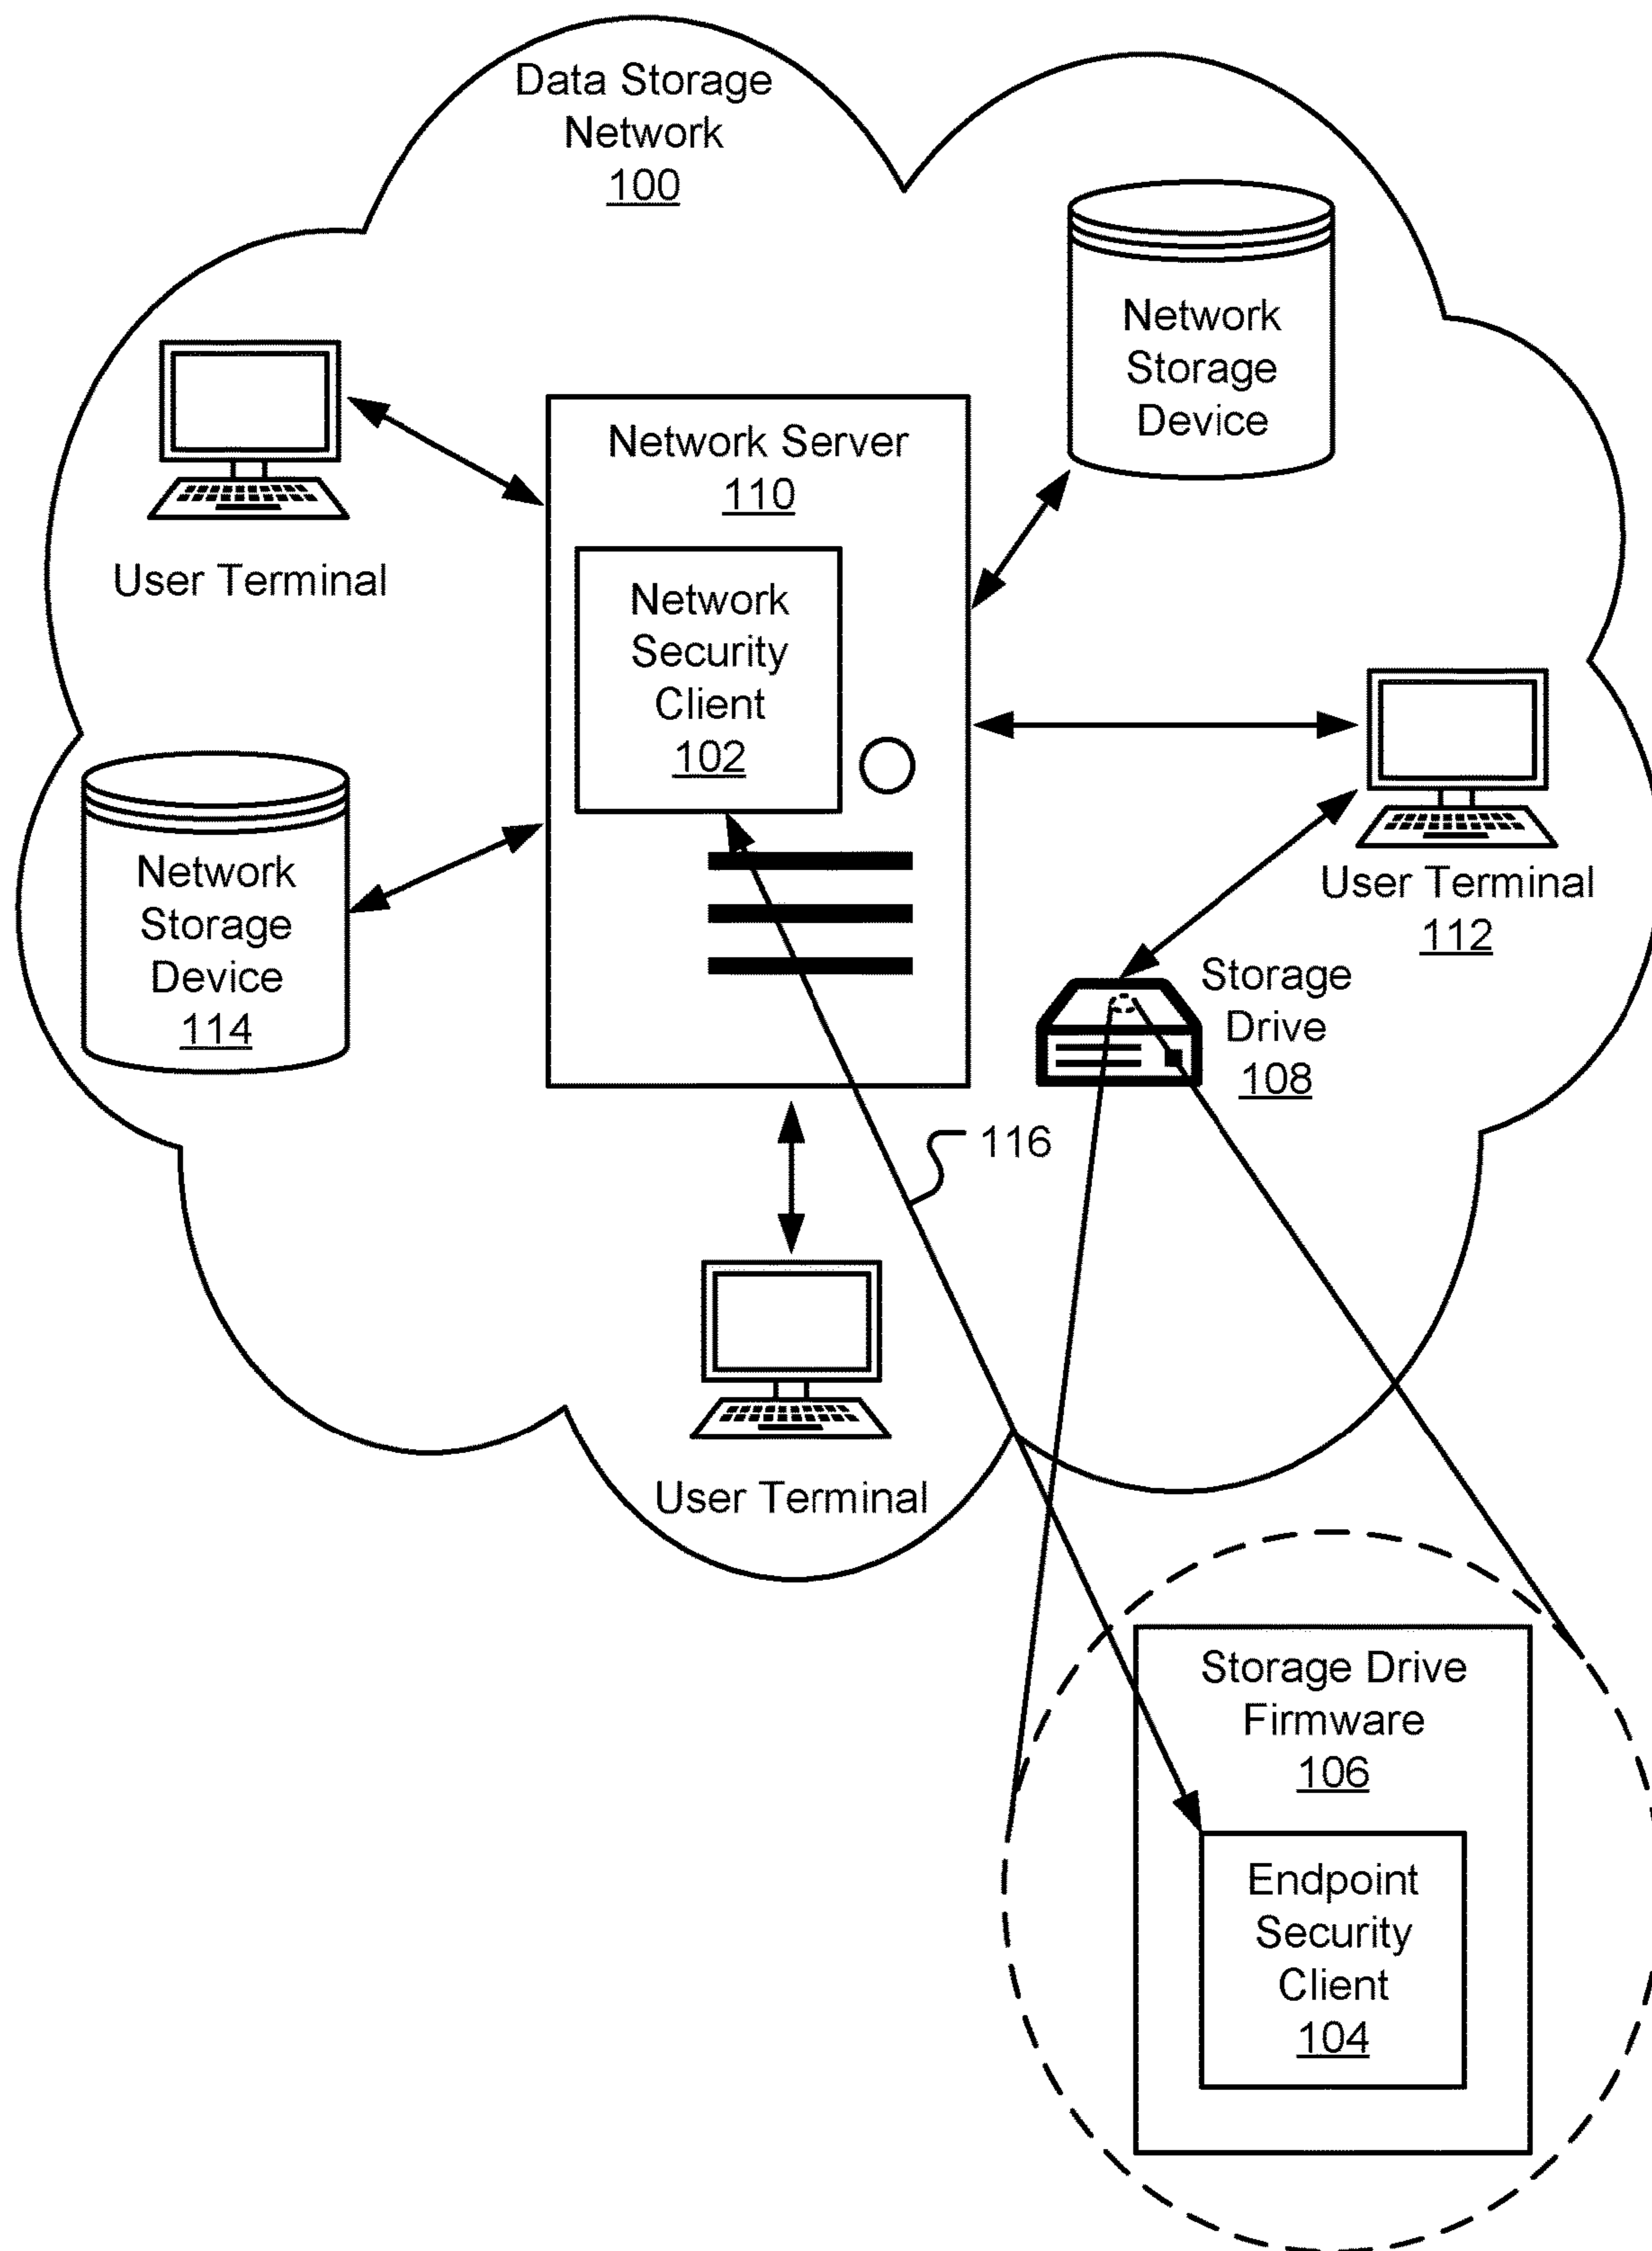 Data Storage
Network
100
Network
Storage
Device
Network Server
110
User Terminal
Network
Security
Client
102
User Terminal
112
Network
Storage
Device
114
Storage
Drive
108
116
User Terminal
Storage Drive
Firmware
106
Endpoint
Security
Client
104